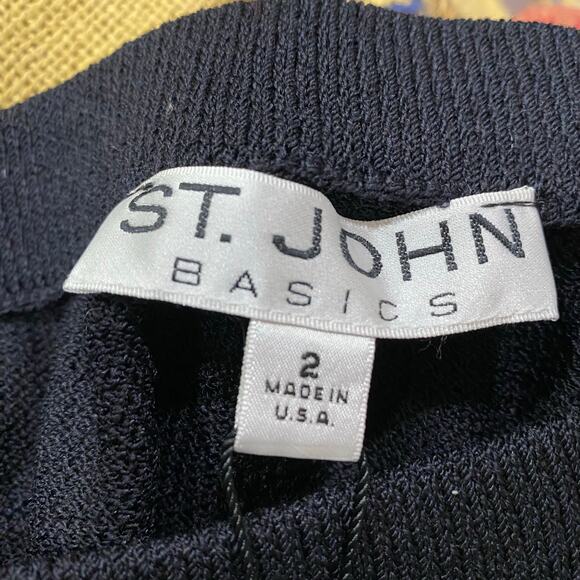 ST. JOHN
BASICS
2
MADE IN
U.S.A.